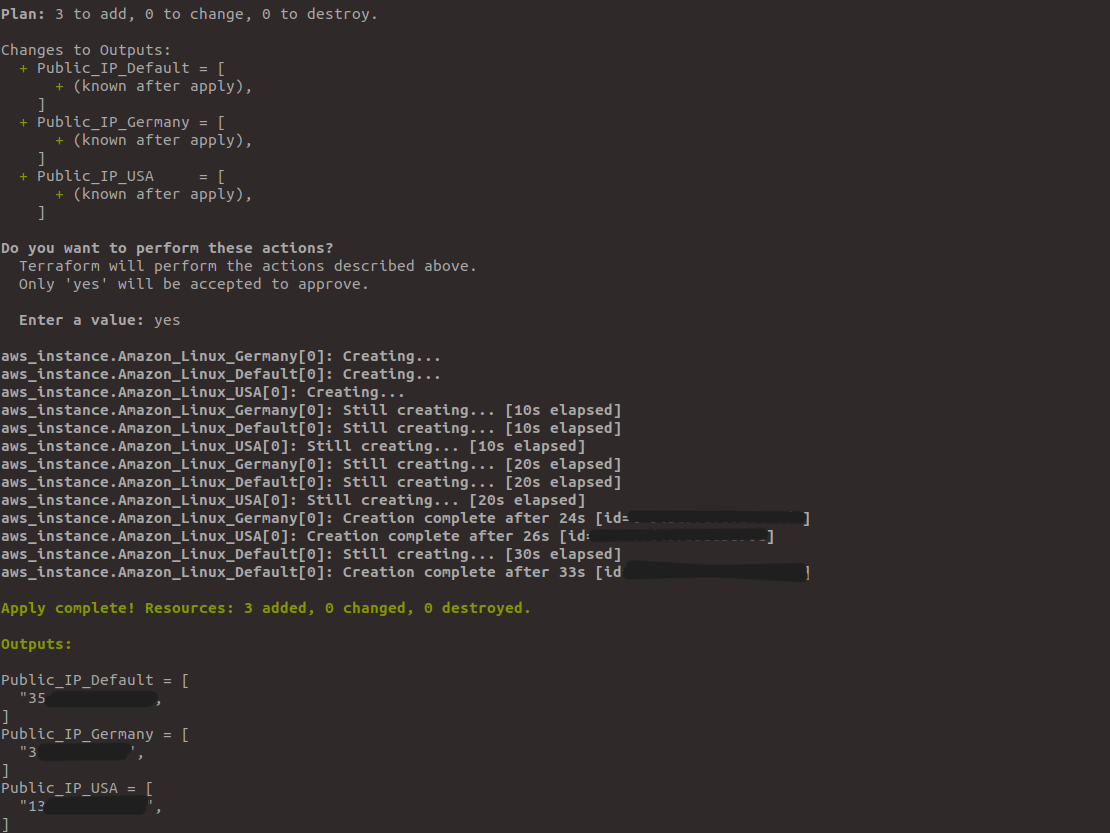 Plan: 3 to add, 0 to change, 0 to destroy.
Changes to Outputs:
  + Public_IP_Default = [
      + (known after apply),
    ]
  + Public_IP_Germany = [
      + (known after apply),
    ]
  + Public_IP_USA     = [
      + (known after apply),
    ]
Do you want to perform these actions?
  Terraform will perform the actions described above.
  Only 'yes' will be accepted to approve.
  Enter a value: yes
aws_instance.Amazon_Linux_Germany[0]: Creating...
aws_instance.Amazon_Linux_Default[0]: Creating...
aws_instance.Amazon_Linux_USA[0]: Creating...
aws_instance.Amazon_Linux_Germany[0]: Still creating... [10s elapsed]
aws_instance.Amazon_Linux_Default[0]: Still creating... [10s elapsed]
aws_instance.Amazon_Linux_USA[0]: Still creating... [10s elapsed]
aws_instance.Amazon_Linux_Germany[0]: Still creating... [20s elapsed]
aws_instance.Amazon_Linux_Default[0]: Still creating... [20s elapsed]
aws_instance.Amazon_Linux_USA[0]: Still creating... [20s elapsed]
aws_instance.Amazon_Linux_Germany[0]: Creation complete after 24s [id= ]
aws_instance.Amazon_Linux_USA[0]: Creation complete after 26s [id= ]
aws_instance.Amazon_Linux_Default[0]: Still creating... [30s elapsed]
aws_instance.Amazon_Linux_Default[0]: Creation complete after 33s [id ]
Apply complete! Resources: 3 added, 0 changed, 0 destroyed.
Outputs:
Public_IP_Default = [
  "35 ,
]
Public_IP_Germany = [
  "3 ",
]
Public_IP_USA = [
  "13 ",
]